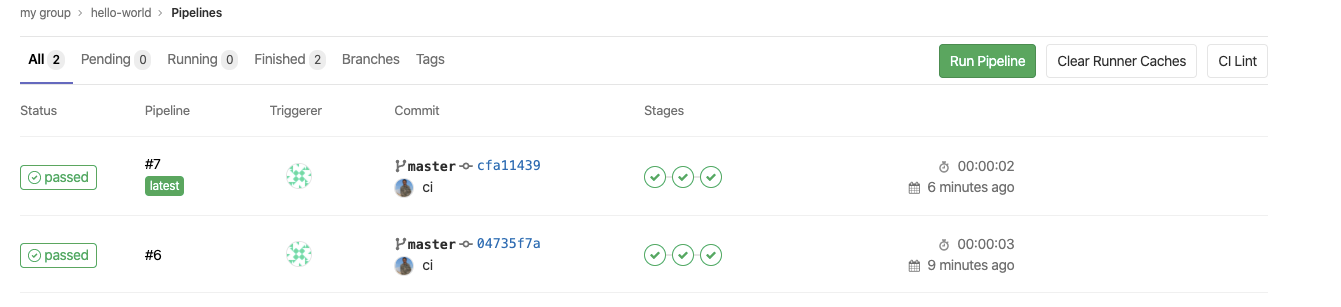 my group > hello-world > Pipelines
All 2 Pending 0 Running 0 Finished 2 Branches Tags Run Pipeline Clear Runner Caches CI Lint
Status Pipeline Triggerer Commit Stages
passed #7 latest master cfa11439 ci 00:00:02 6 minutes ago
passed #6 master 04735f7a ci 00:00:03 9 minutes ago